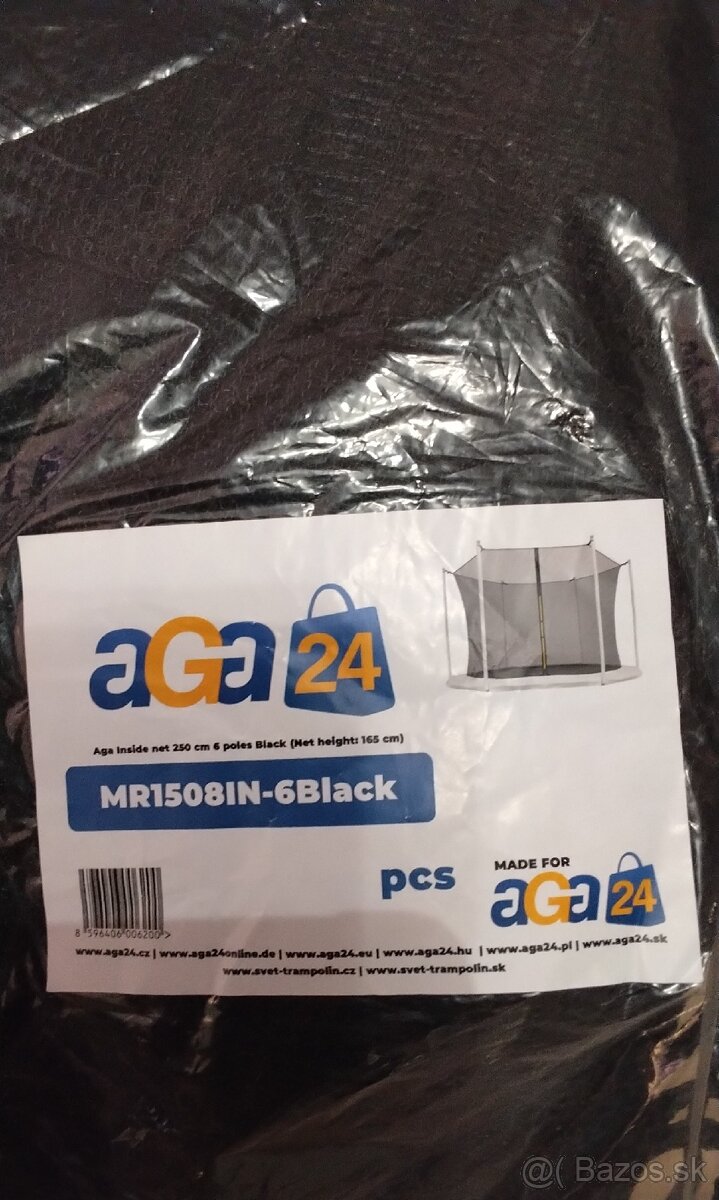 aGa 24
Aga Inside net 250 cm 6 poles Black (Net height: 165 cm)
MR1508IN-6Black
pcs
MADE FOR
aGa 24
8 596406 006200 >
www.aga24.cz | www.aga24online.de | www.aga24.eu | www.aga24.hu | www.aga24.pl | www.aga24.sk
www.svet-trampolin.cz | www.svet-trampolin.sk
@( Bazos.sk